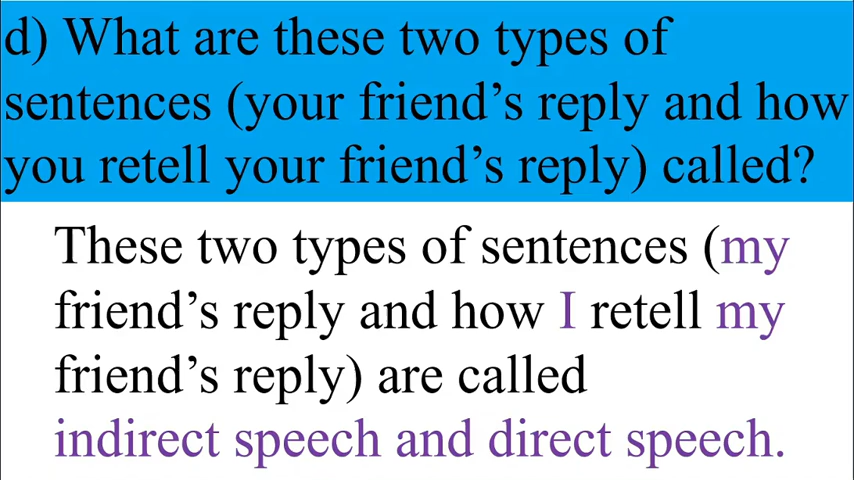 d) What are these two types of
sentences (your friend’s reply and how
you retell your friend’s reply) called?
These two types of sentences (my
friend’s reply and how I retell my
friend’s reply) are called
indirect speech and direct speech.